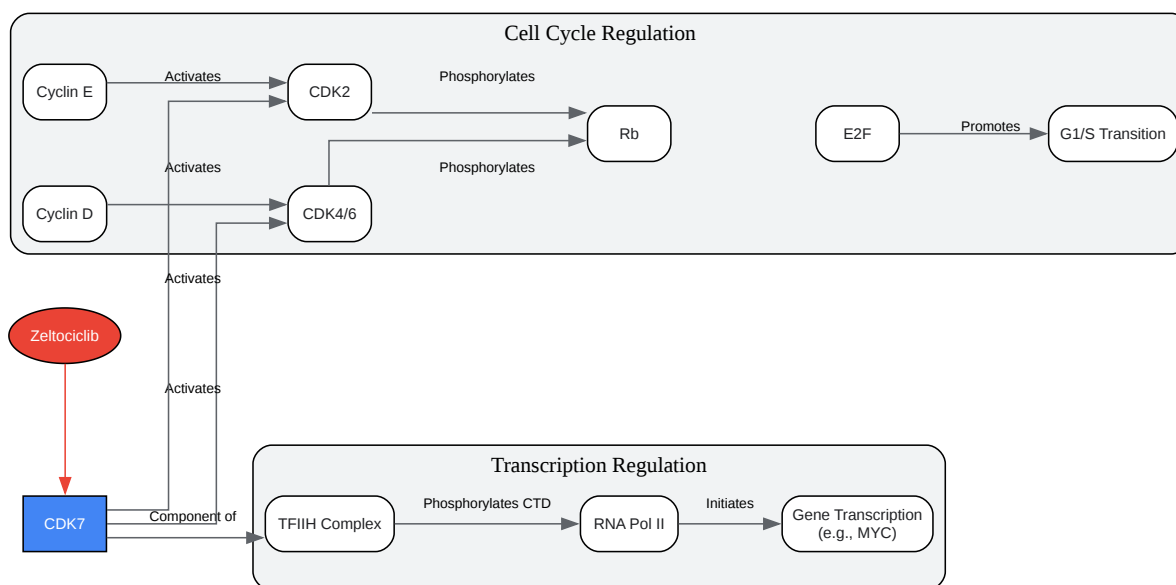 Cell Cycle Regulation
Cyclin E
Activates
CDK2
Phosphorylates
Rb
E2F
Promotes
G1/S Transition
Activates
Phosphorylates
Cyclin D
CDK4/6
Activates
Zeltociclib
Activates
Transcription Regulation
CDK7
Component of
TFIIH Complex
Phosphorylates CTD
RNA Pol II
Initiates
Gene Transcription
(e.g., MYC)